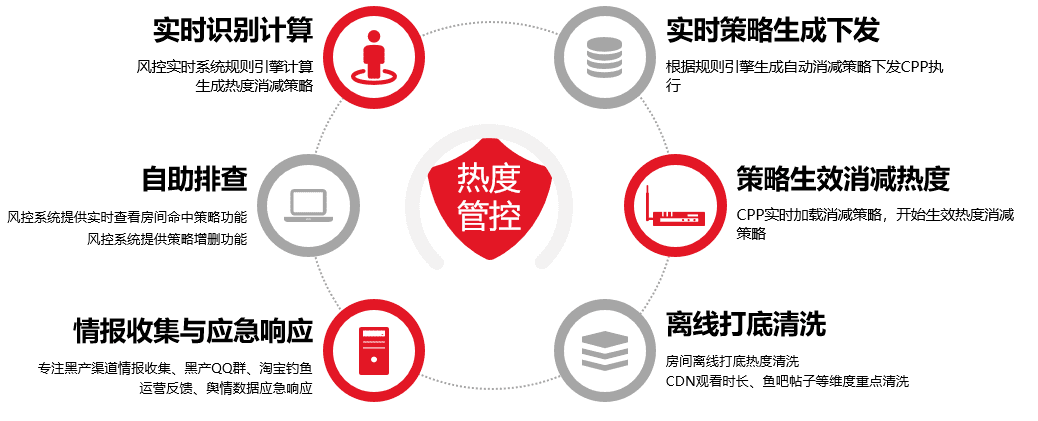 实时识别计算
风控实时系统规则引擎计算
生成热度消减策略
实时策略生成下发
根据规则引擎生成自动消减策略下发CPP执
行
热度
管控
自助排查
风控系统提供实时查看房间命中策略功能
风控系统提供策略增删功能
策略生效消减热度
CPP实时加载消减策略，开始生效热度消减
策略
情报收集与应急响应
专注黑产渠道情报收集、黑产QQ群、淘宝钓鱼
运营反馈、舆情数据应急响应
离线打底清洗
房间离线打底热度清洗
CDN观看时长、鱼吧帖子等维度重点清洗